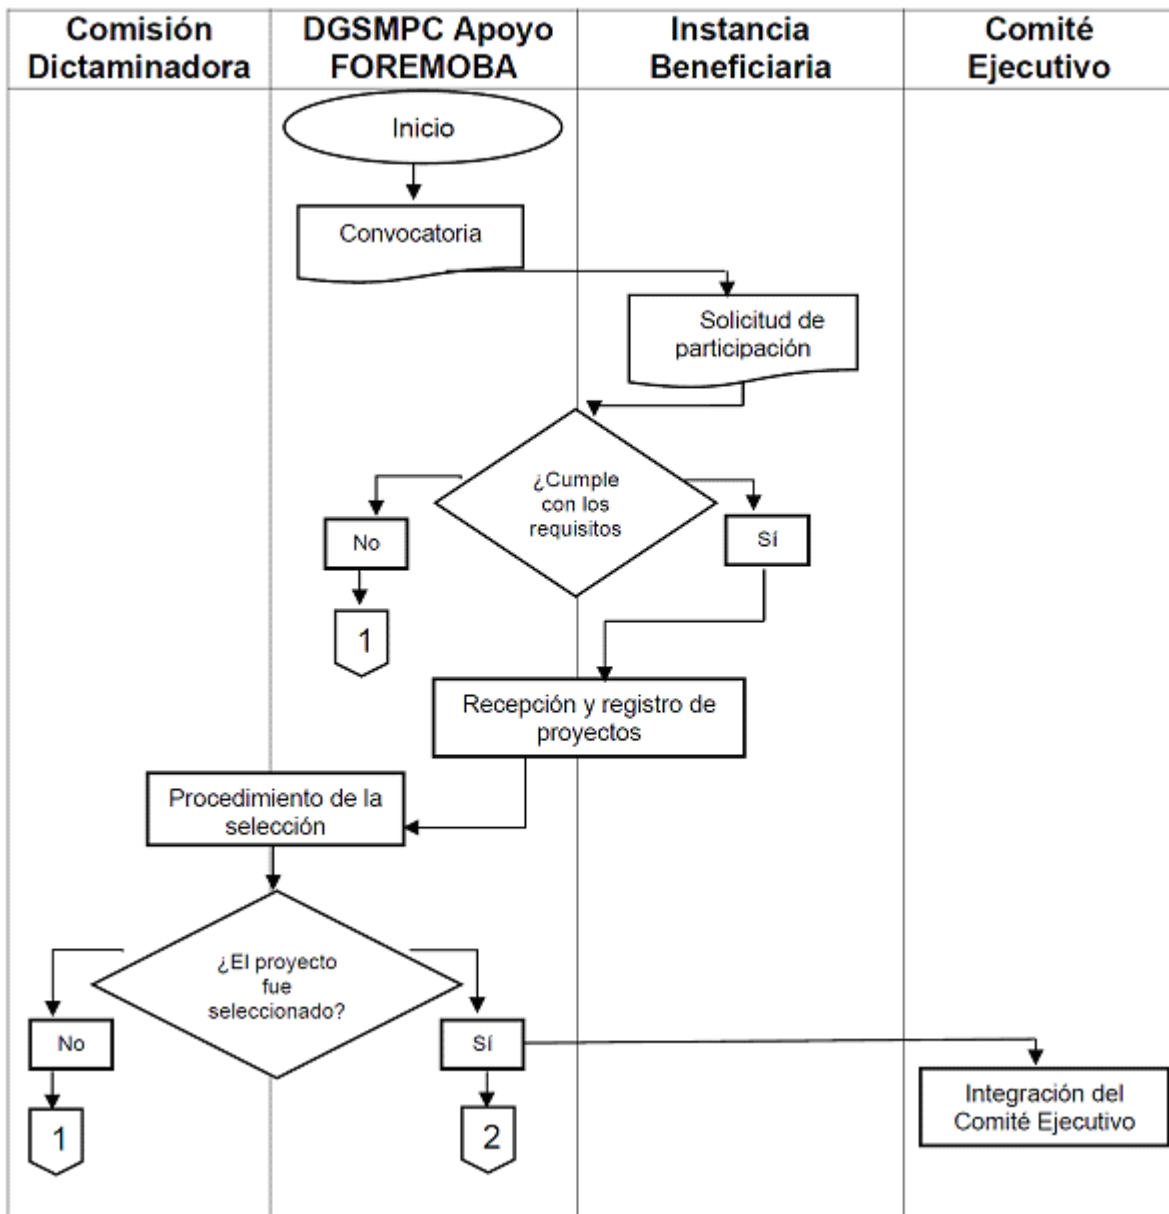 Comisión
Dictaminadora
DGSMPC Apoyo
FOREMOBA
Instancia
Beneficiaria
Comité
Ejecutivo
Inicio
Convocatoria
Solicitud de
participación
¿Cumple
con los
requisitos
No
Sí
1
Recepción y registro de
proyectos
Procedimiento de la
selección
¿El proyecto
fue
seleccionado?
No
Sí
1
2
Integración del
Comité Ejecutivo